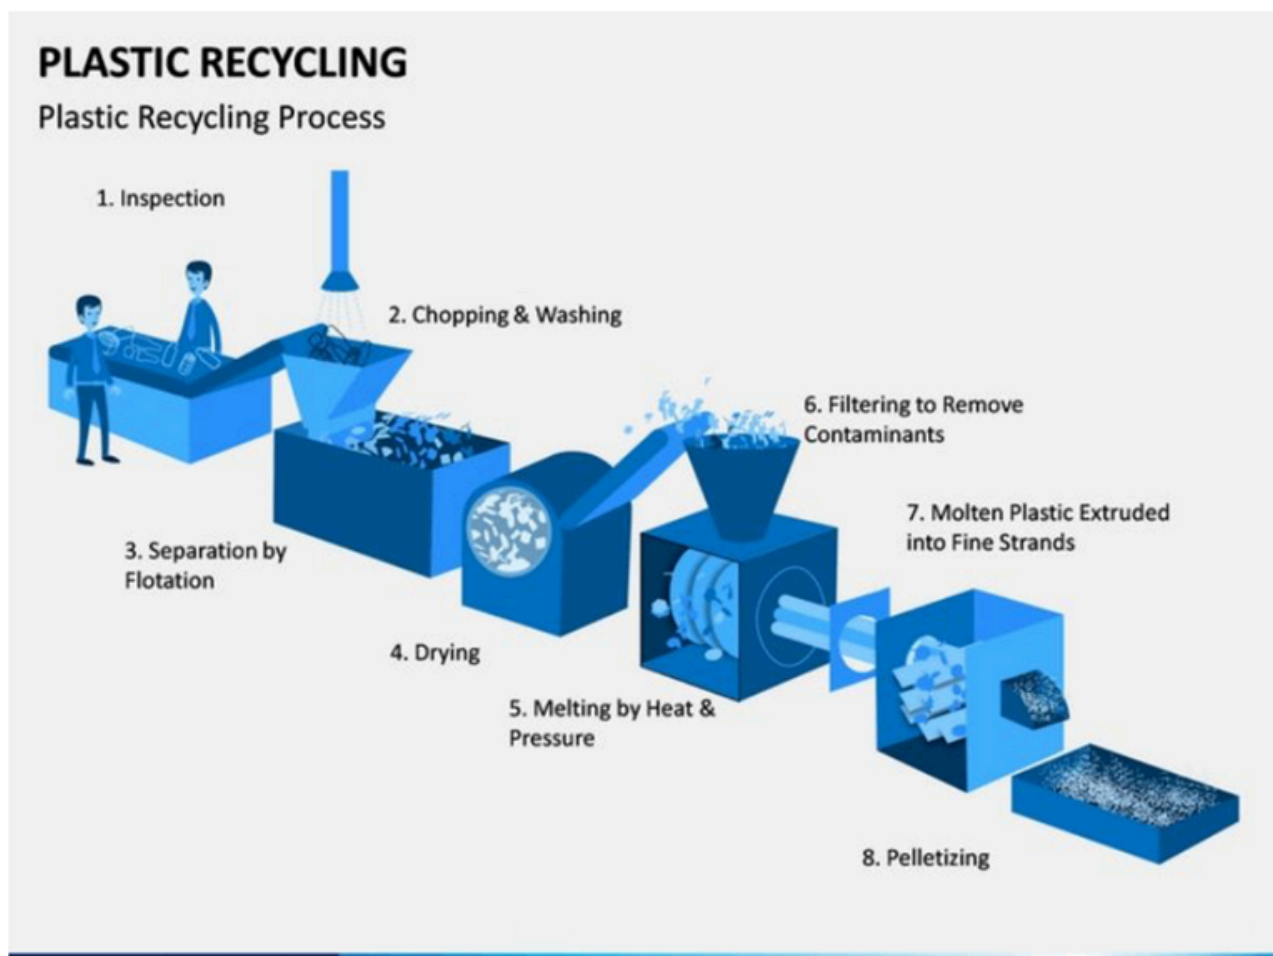 PLASTIC RECYCLING
Plastic Recycling Process
1. Inspection
2. Chopping & Washing
3. Separation by
Flotation
4. Drying
5. Melting by Heat &
Pressure
6. Filtering to Remove
Contaminants
7. Molten Plastic Extruded
into Fine Strands
8. Pelletizing